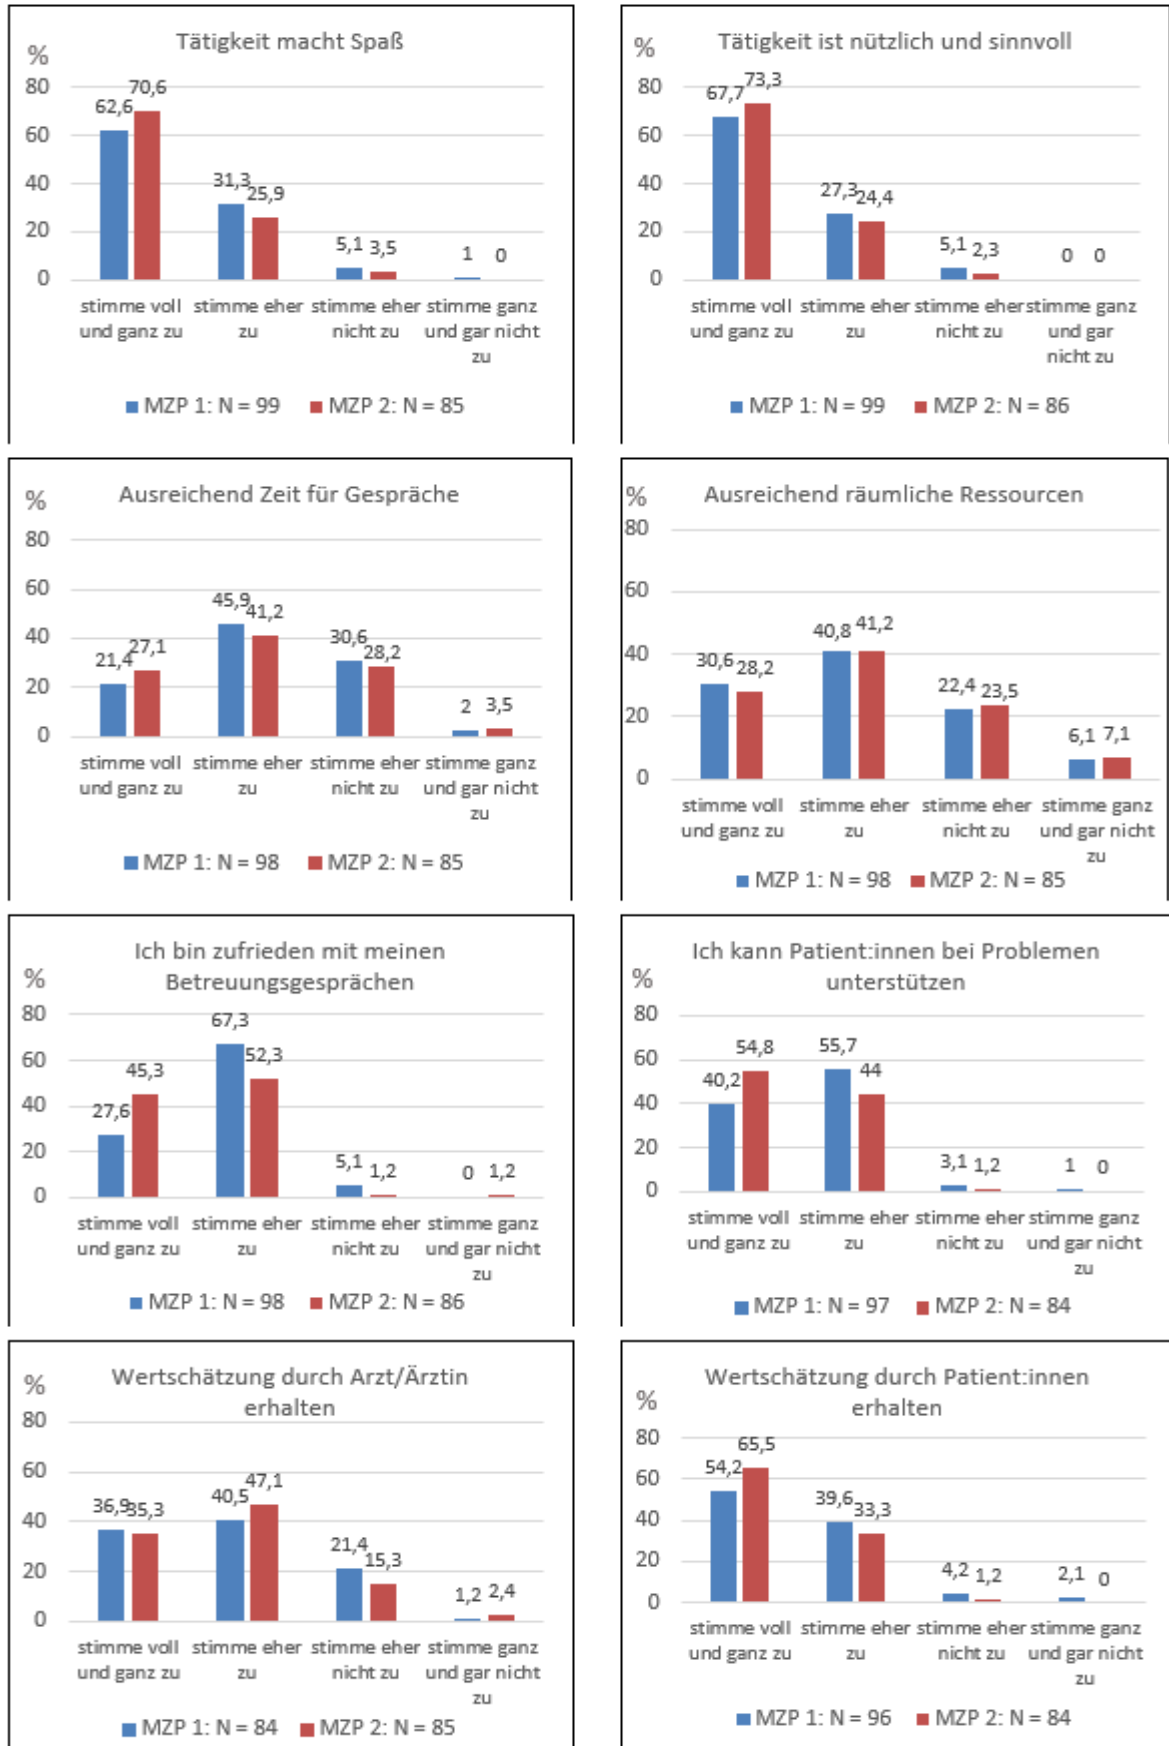 Tätigkeit macht Spaß
%
80
60
40
20
0
62,6
70,6
31,3
25,9
5,1
3,5
1
0
stimme voll
und ganz zu
stimme eher
zu
stimme eher
nicht zu
stimme ganz
und gar nicht
zu
MZP 1: N = 99
MZP 2: N = 85
Tätigkeit ist nützlich und sinnvoll
%
80
60
40
20
0
67,7
73,3
27,3
24,4
5,1
2,3
0
0
stimme voll
und ganz zu
stimme eher
zu
stimme eher
nicht zu
stimme ganz
und gar
nicht zu
MZP 1: N = 99
MZP 2: N = 86
Ausreichend Zeit für Gespräche
%
80
60
40
20
0
21,4
27,1
45,9
41,2
30,6
28,2
2
3,5
stimme voll
und ganz zu
stimme eher
zu
stimme eher
nicht zu
stimme ganz
und gar nicht
zu
MZP 1: N = 98
MZP 2: N = 85
Ausreichend räumliche Ressourcen
%
80
60
40
20
0
30,6
28,2
40,8
41,2
22,4
23,5
6,1
7,1
stimme voll
und ganz zu
stimme eher
zu
stimme eher
nicht zu
stimme ganz
und gar nicht
zu
MZP 1: N = 98
MZP 2: N = 85
Ich bin zufrieden mit meinen
Betreuungsgesprächen
%
80
60
40
20
0
27,6
45,3
67,3
52,3
5,1
1,2
0
1,2
stimme voll
und ganz zu
stimme eher
zu
stimme eher
nicht zu
stimme ganz
und gar nicht
zu
MZP 1: N = 98
MZP 2: N = 86
Ich kann Patient:innen bei Problemen
unterstützen
%
80
60
40
20
0
40,2
54,8
55,7
44
3,1
1,2
1
0
stimme voll
und ganz zu
stimme eher
zu
stimme eher
nicht zu
stimme ganz
und gar nicht
zu
MZP 1: N = 97
MZP 2: N = 84
Wertschätzung durch Arzt/Ärztin
erhalten
%
80
60
40
20
0
36,9
35,3
40,5
47,1
21,4
15,3
1,2
2,4
stimme voll
und ganz zu
stimme eher
zu
stimme eher
nicht zu
stimme ganz
und gar nicht
zu
MZP 1: N = 84
MZP 2: N = 85
Wertschätzung durch Patient:innen
erhalten
%
80
60
40
20
0
54,2
65,5
39,6
33,3
4,2
1,2
2,1
0
stimme voll
und ganz zu
stimme eher
zu
stimme eher
nicht zu
stimme ganz
und gar nicht
zu
MZP 1: N = 96
MZP 2: N = 84